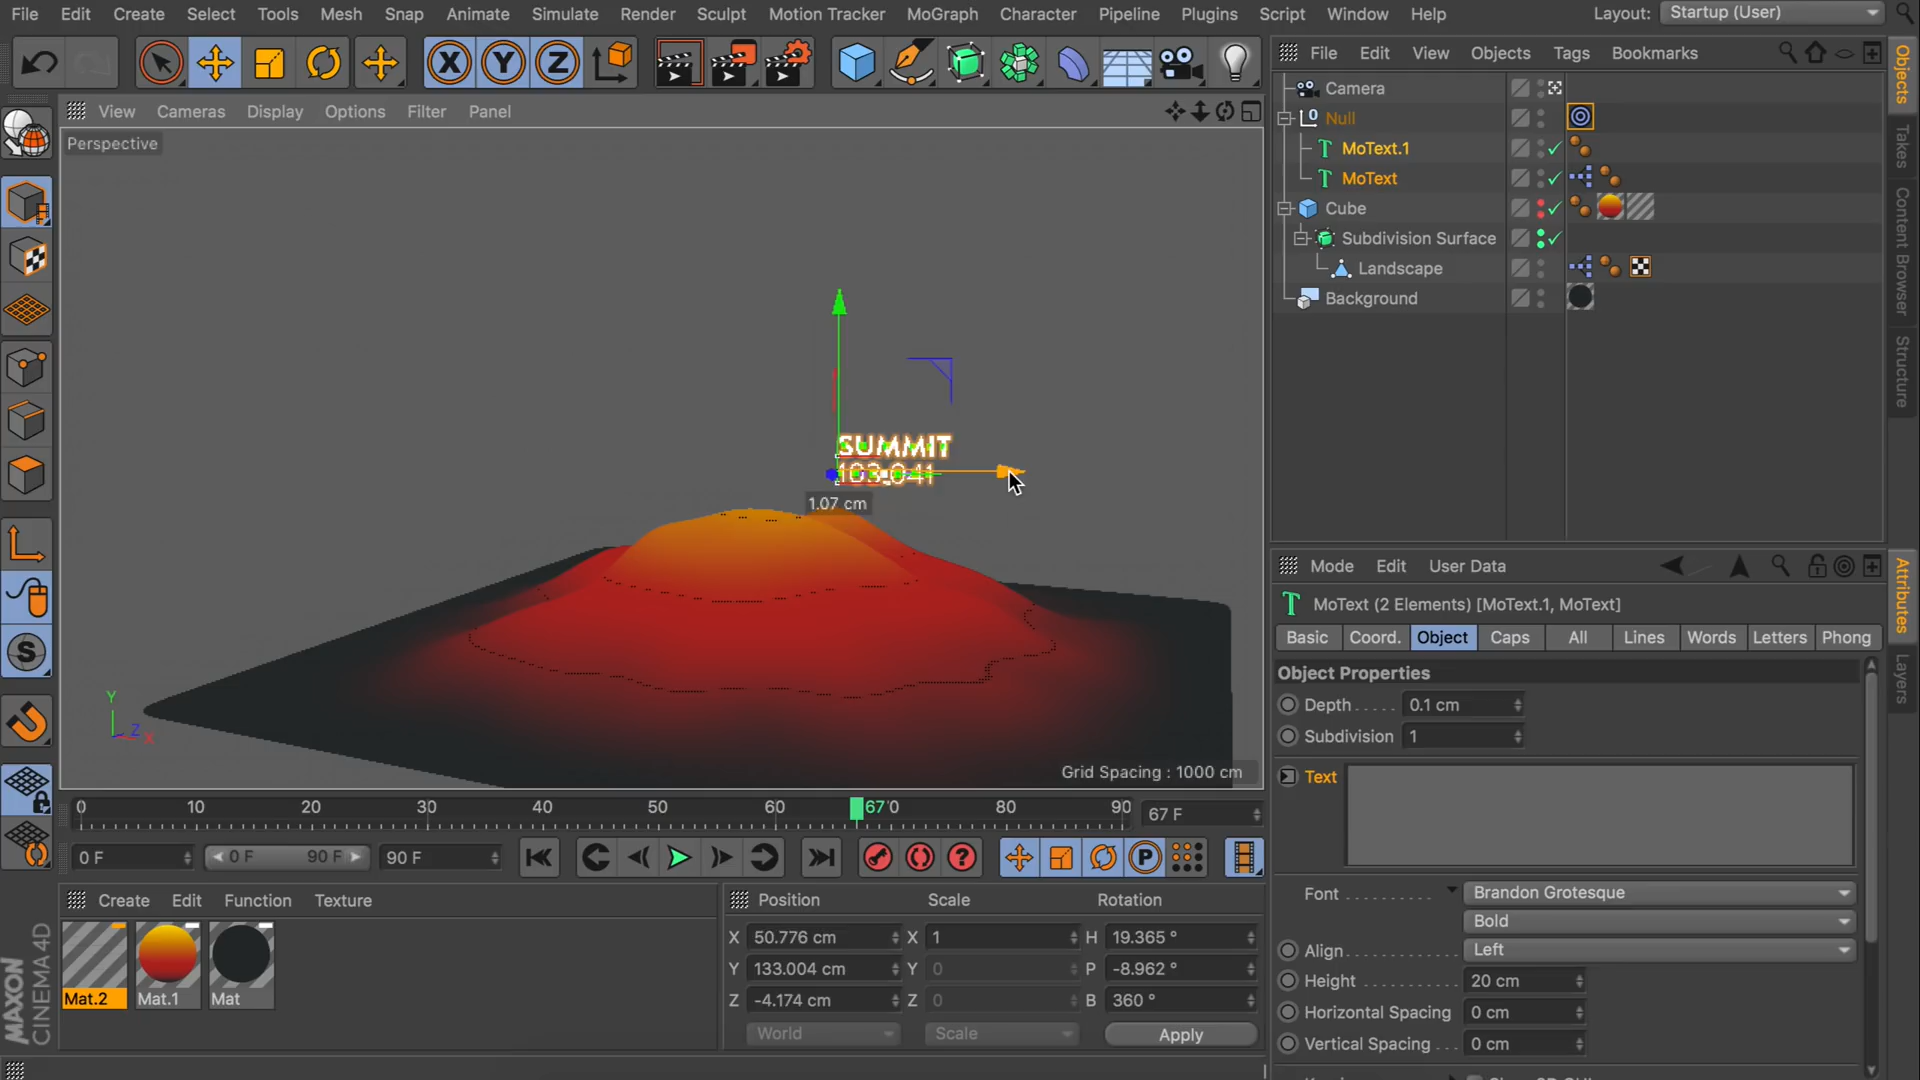 File Edit Create Select Tools Mesh Snap Animate Simulate Render Sculpt Motion Tracker MoGraph Character Pipeline Plugins Script Window Help Layout: Startup (User)
X Y Z
File Edit View Objects Tags Bookmarks
View Cameras Display Options Filter Panel
Perspective
Camera
0 Null
MoText.1
MoText
Cube
Subdivision Surface
Landscape
Background
Objects
Takes
Content Browser
Structure
SUMMIT
103.041
1.07 cm
Y
Z
X
Grid Spacing : 1000 cm
Mode Edit User Data
MoText (2 Elements) [MoText.1, MoText]
Basic Coord. Object Caps All Lines Words Letters Phong
Object Properties
Depth 0.1 cm
Subdivision 1
Text
Font Brandon Grotesque
Bold
Align Left
Height 20 cm
Horizontal Spacing 0 cm
Vertical Spacing 0 cm
Attributes
Layers
S
0 10 20 30 40 50 60 67 0 80 90 67 F
0 F 0 F 90 F 90 F
? P
Create Edit Function Texture
Mat.2 Mat.1 Mat
MAXON
CINEMA 4D
Position Scale Rotation
X 50.776 cm X 1 H 19.365 °
Y 133.004 cm Y 0 P -8.962 °
Z -4.174 cm Z 0 B 360 °
World Scale Apply